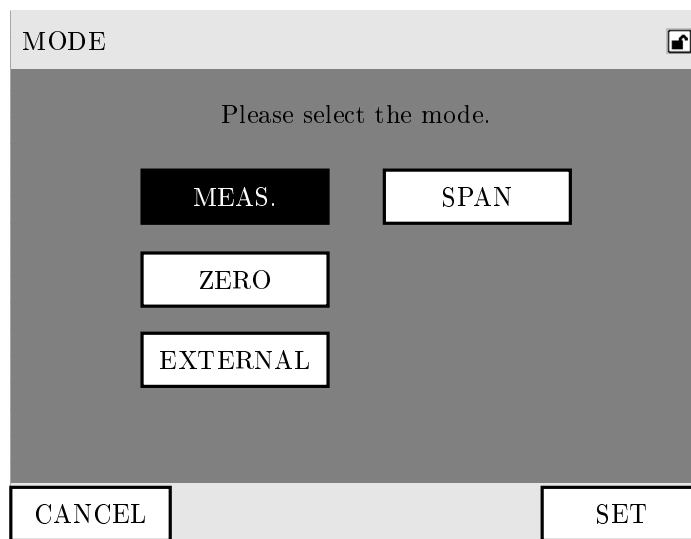 MODE
Please select the mode.
MEAS. SPAN
ZERO
EXTERNAL
CANCEL SET